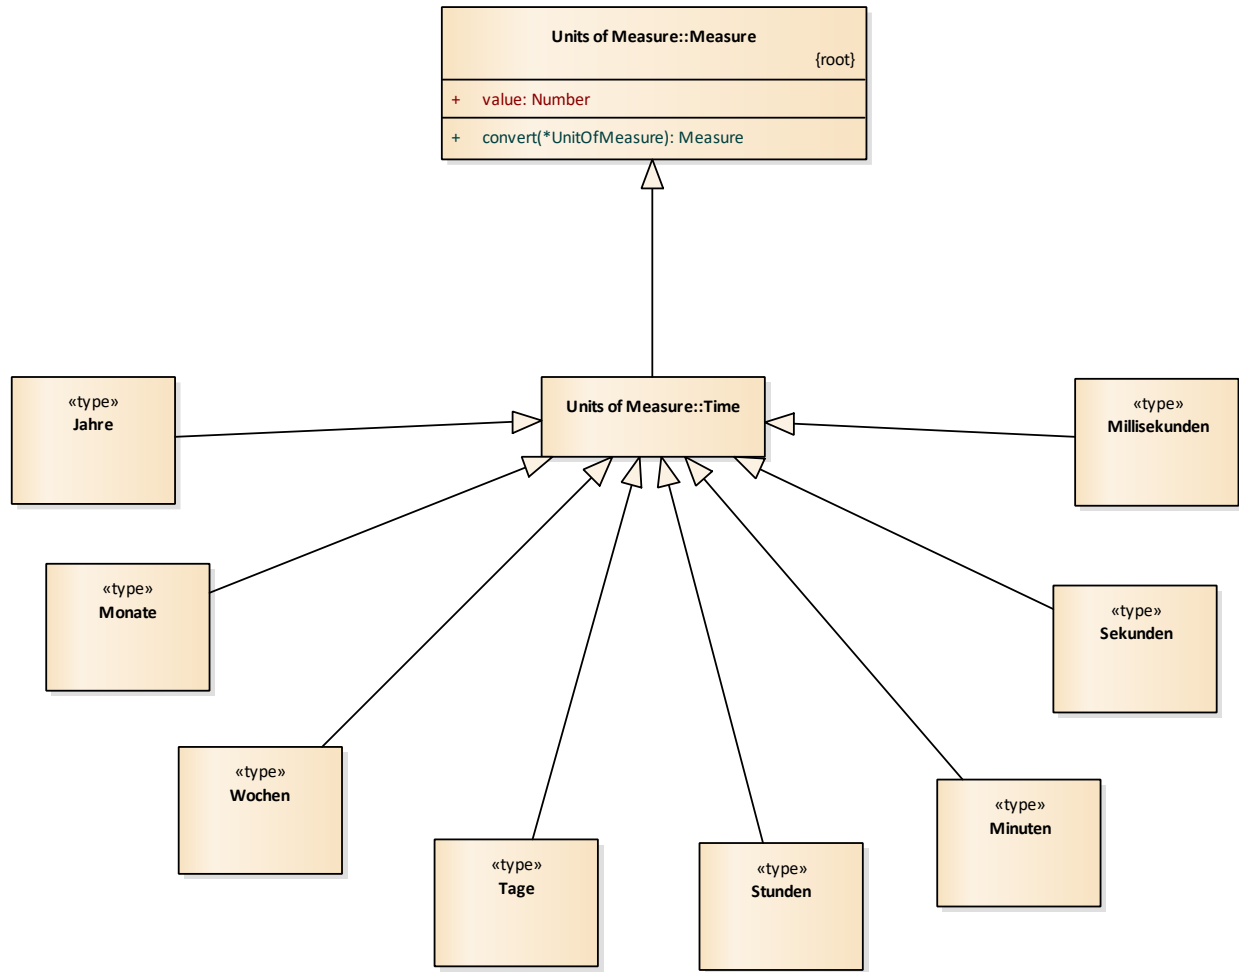 Units of Measure::Measure
{root}
+ value: Number
+ convert(*UnitOfMeasure): Measure
«type»
Jahre
Units of Measure::Time
«type»
Millisekunden
«type»
Monate
«type»
Sekunden
«type»
Wochen
«type»
Minuten
«type»
Tage
«type»
Stunden